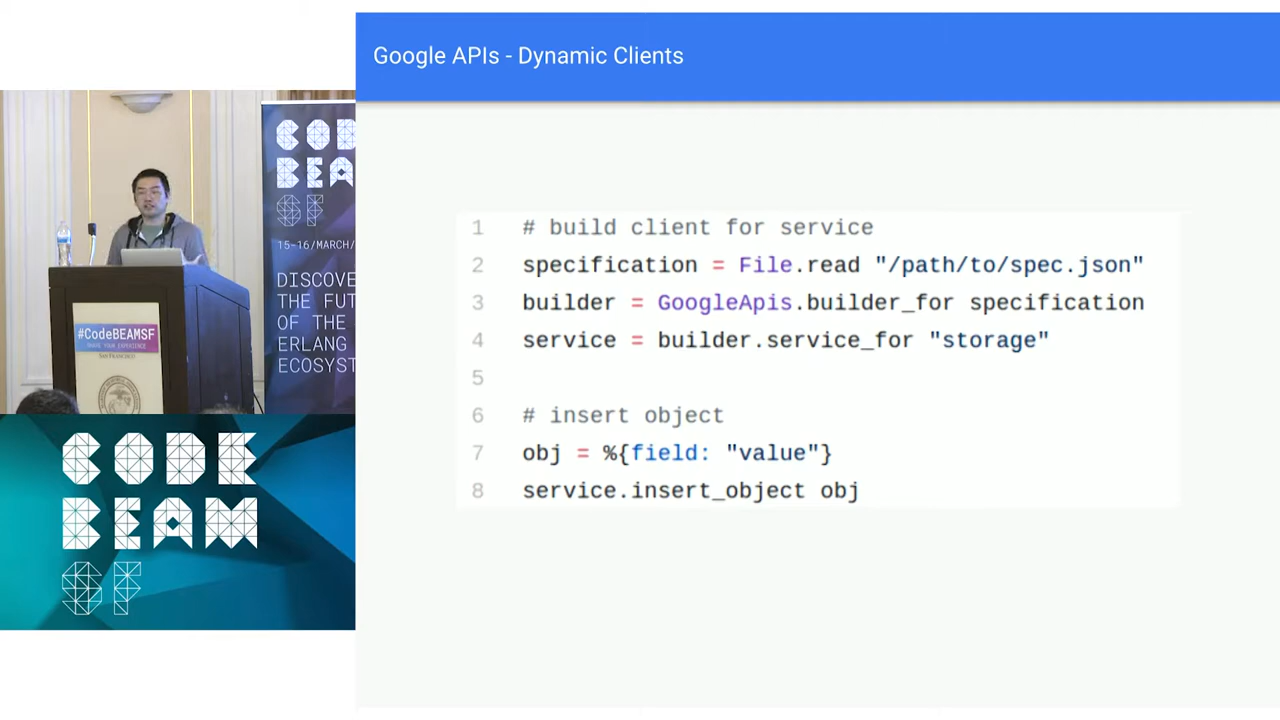 Google APIs - Dynamic Clients
1 # build client for service
2 specification = File.read "/path/to/spec.json"
3 builder = GoogleApis.builder_for specification
4 service = builder.service_for "storage"
5
6 # insert object
7 obj = %{field: "value"}
8 service.insert_object obj
COD
BEA
SF
15-16/MARCH/
DISCOVE
THE FUT
OF THE
ERLANG
ECOSYST
#CodeBEAMSF
CODE
BEAM
SF